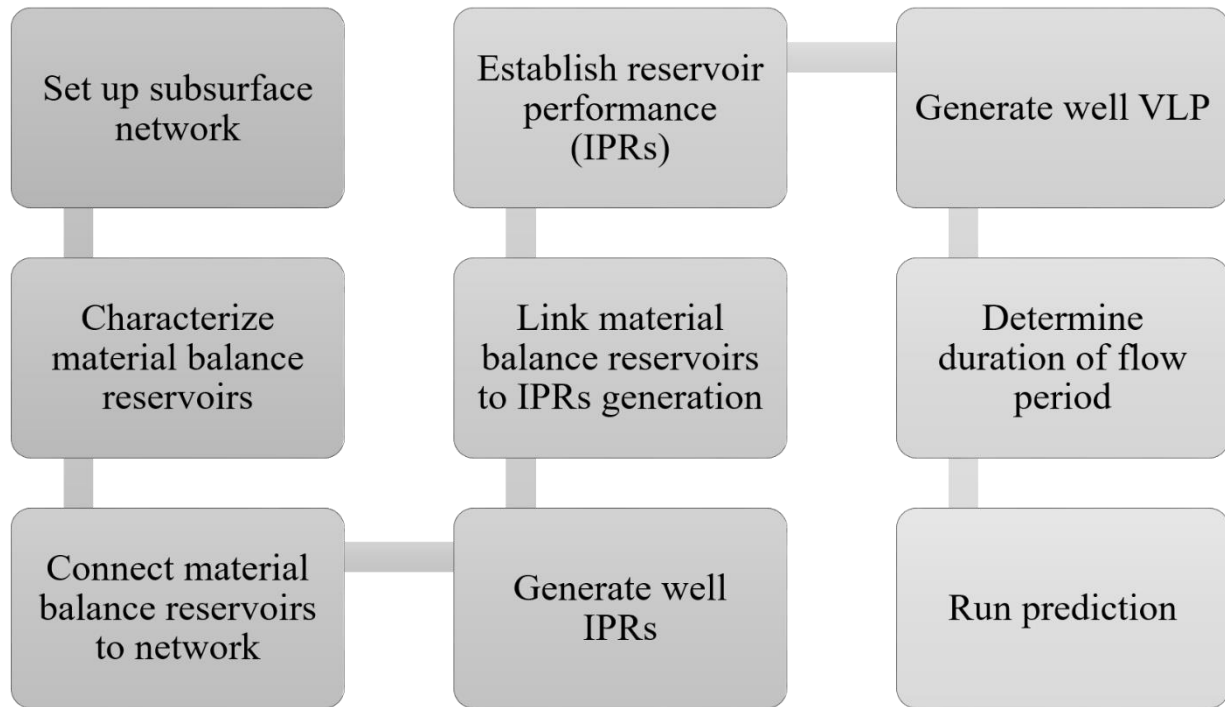 Set up subsurface
network
Characterize
material balance
reservoirs
Connect material
balance reservoirs
to network
Generate well
IPRs
Link material
balance reservoirs
to IPRs generation
Establish reservoir
performance
(IPRs)
Generate well VLP
Determine
duration of flow
period
Run prediction